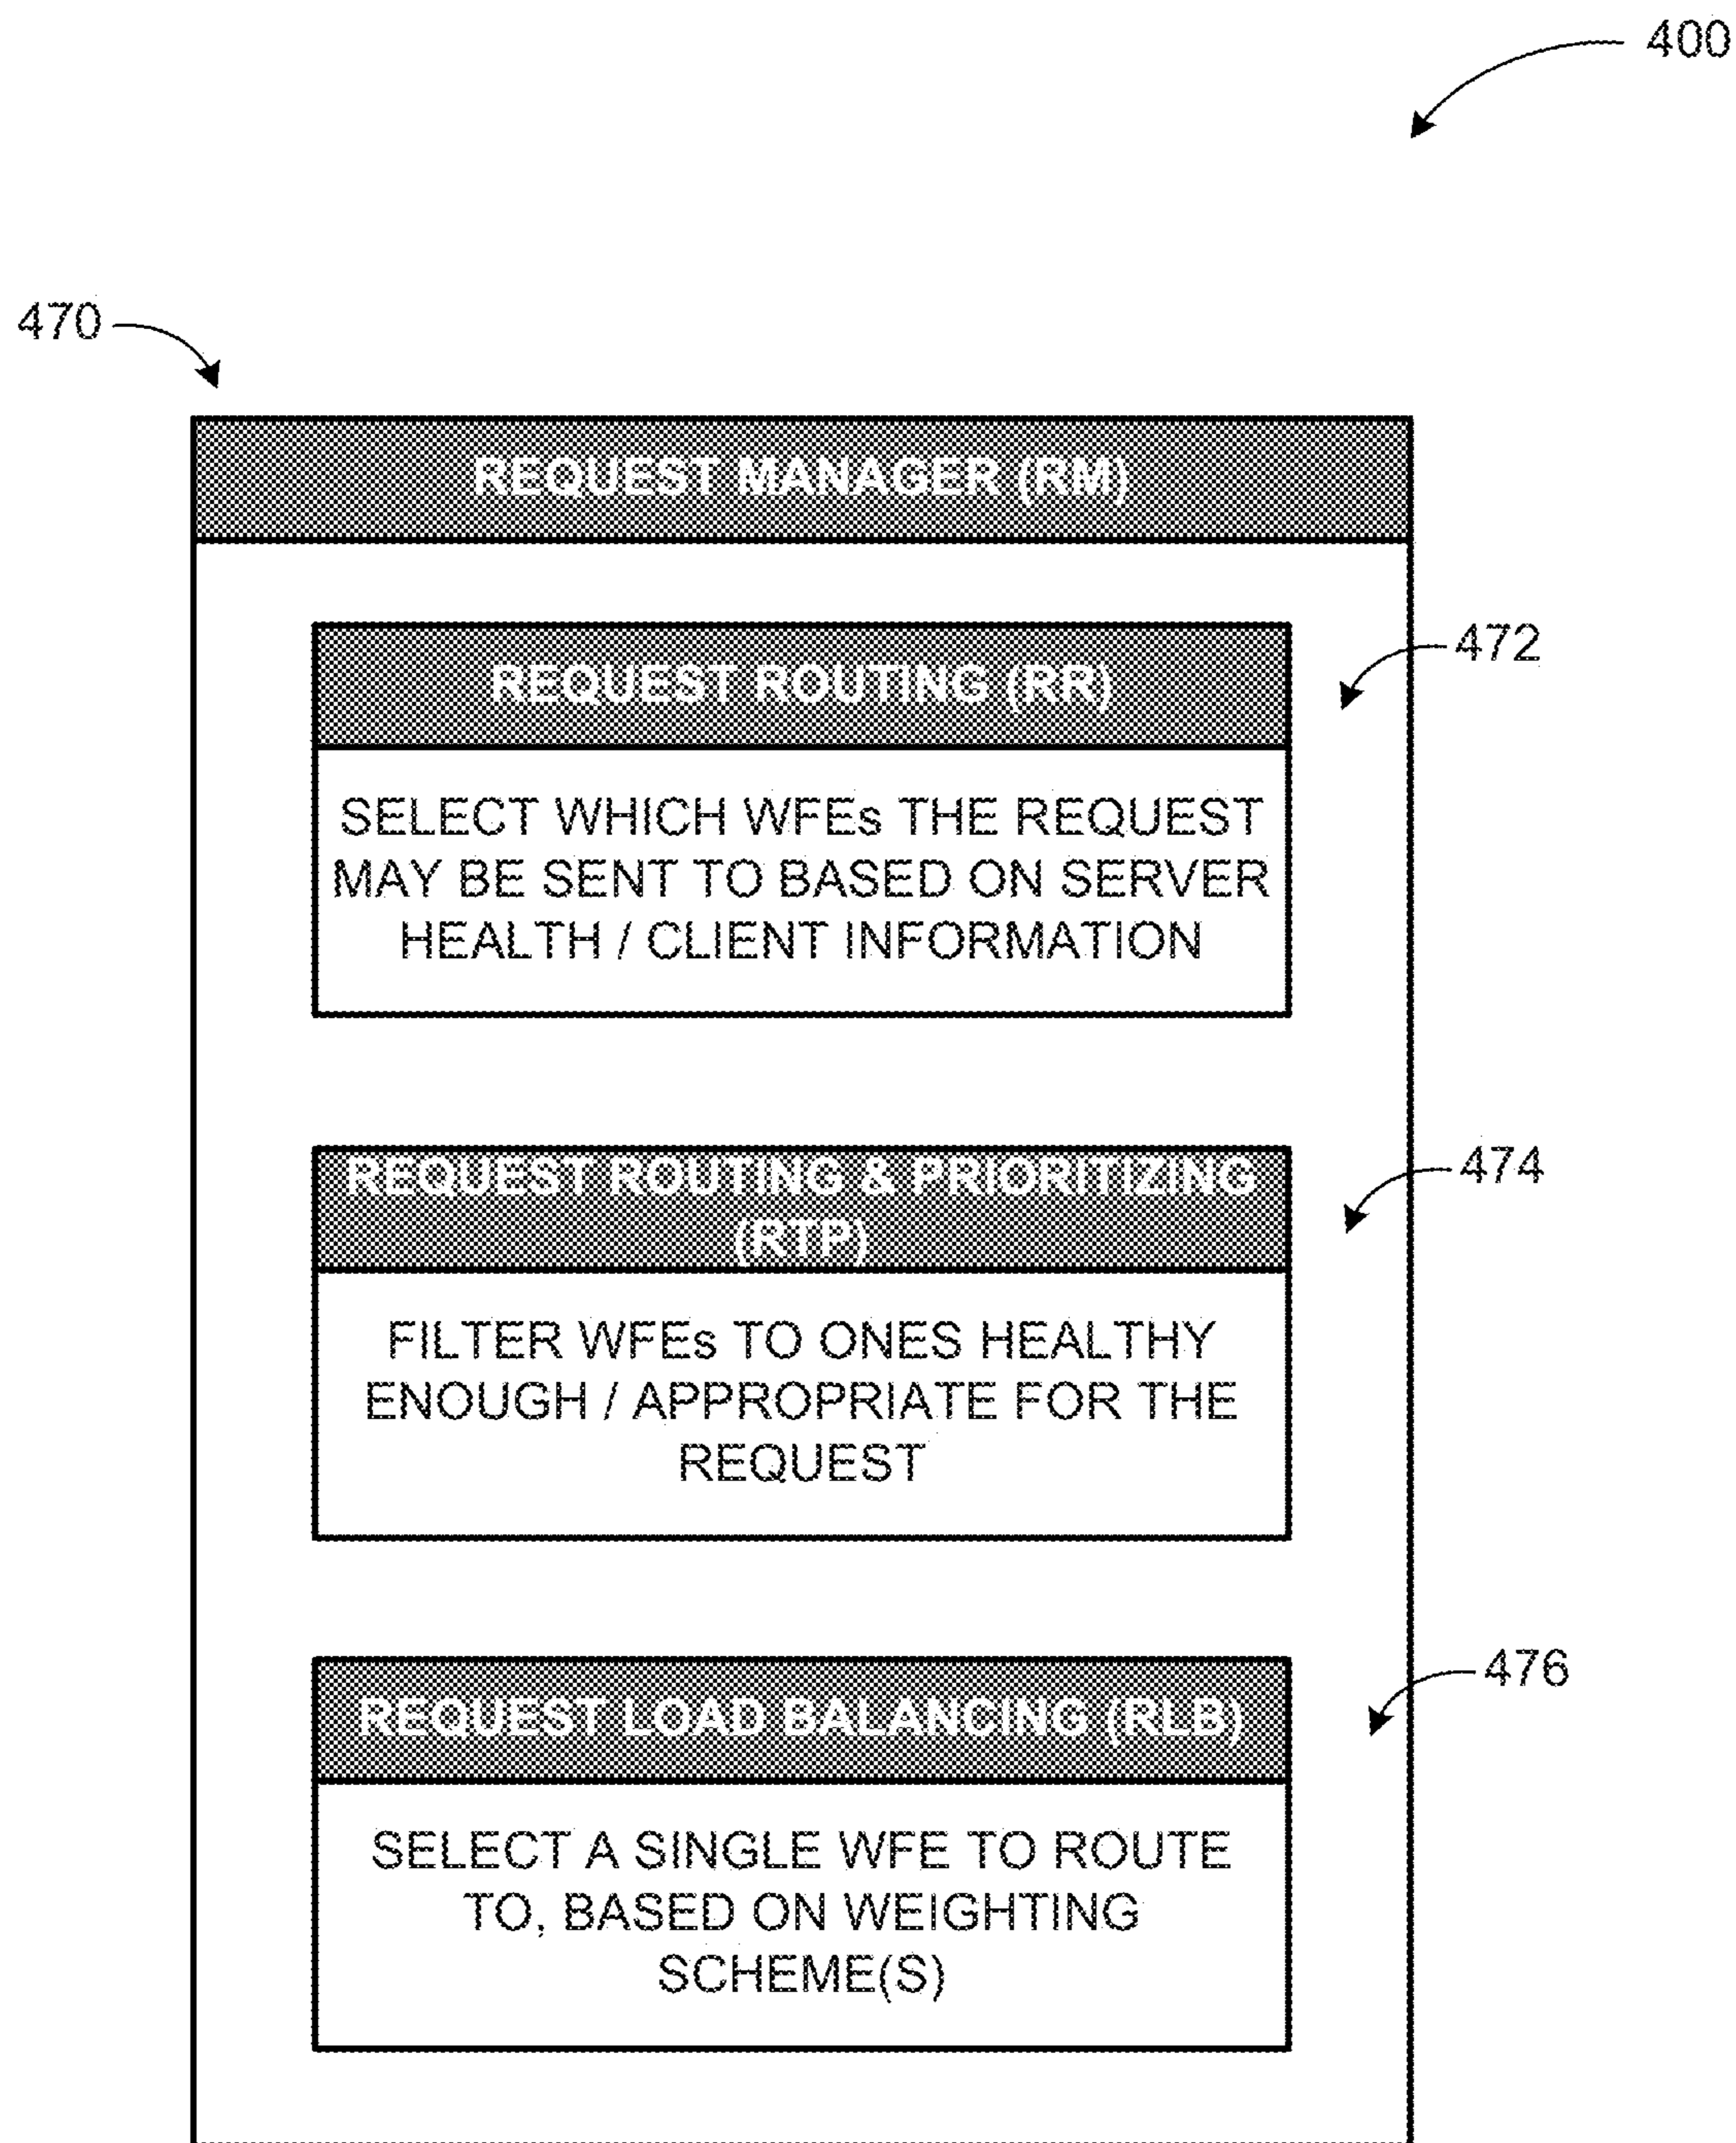 400
470
REQUEST MANAGER (RM)
REQUEST ROUTING (RR)
472
SELECT WHICH WFEs THE REQUEST
MAY BE SENT TO BASED ON SERVER
HEALTH / CLIENT INFORMATION
REQUEST ROUTING & PRIORITIZING
(RTP)
474
FILTER WFEs TO ONES HEALTHY
ENOUGH / APPROPRIATE FOR THE
REQUEST
REQUEST LOAD BALANCING (RLB)
476
SELECT A SINGLE WFE TO ROUTE
TO, BASED ON WEIGHTING
SCHEME(S)